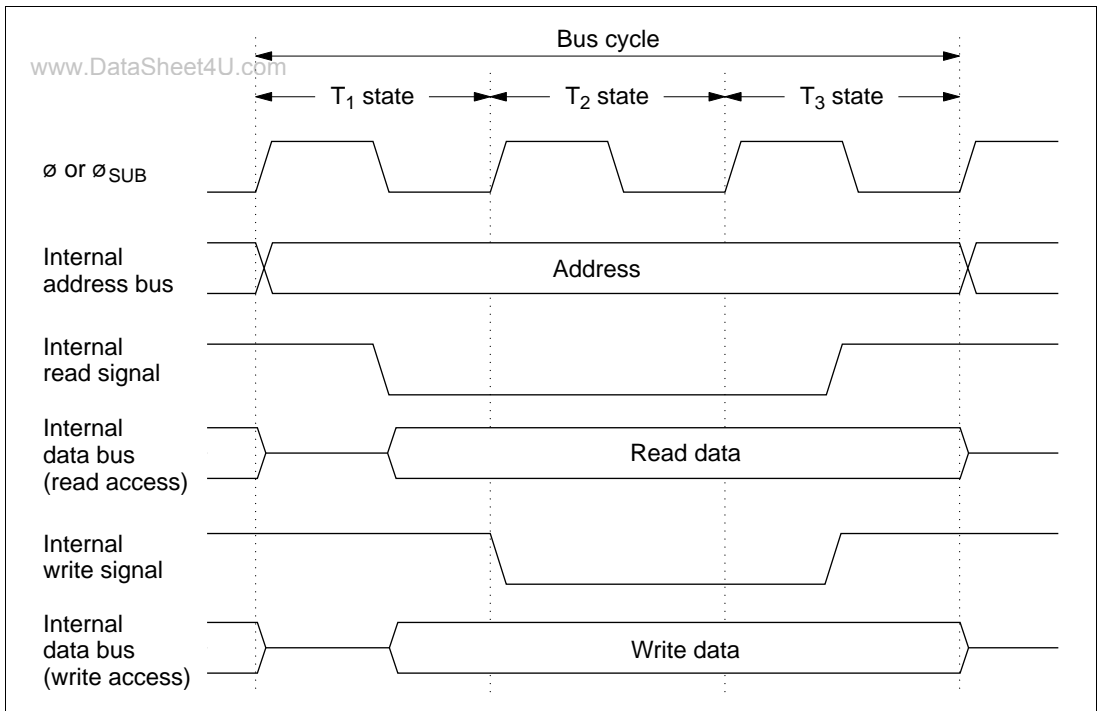 Bus cycle
www.DataSheet4U.com
T1 state
T2 state
T3 state
ø or øSUB
Internal
address bus
Address
Internal
read signal
Internal
data bus
(read access)
Read data
Internal
write signal
Internal
data bus
(write access)
Write data